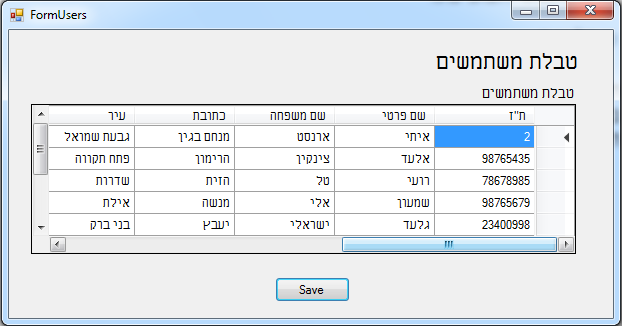 FormUsers
טבלת משתמשים
טבלת משתמשים
ת"ז שם פרטי שם משפחה כתובת עיר
2 איתי ארנסט מנחם בגין גבעת שמואל
98765435 אלעד צינקין הרימון פתח תקווה
78678985 רועי טל הזית שדרות
98765679 שמעון אלי מנשה אילת
23400998 גלעד ישראלי יעבץ בני ברק
Save